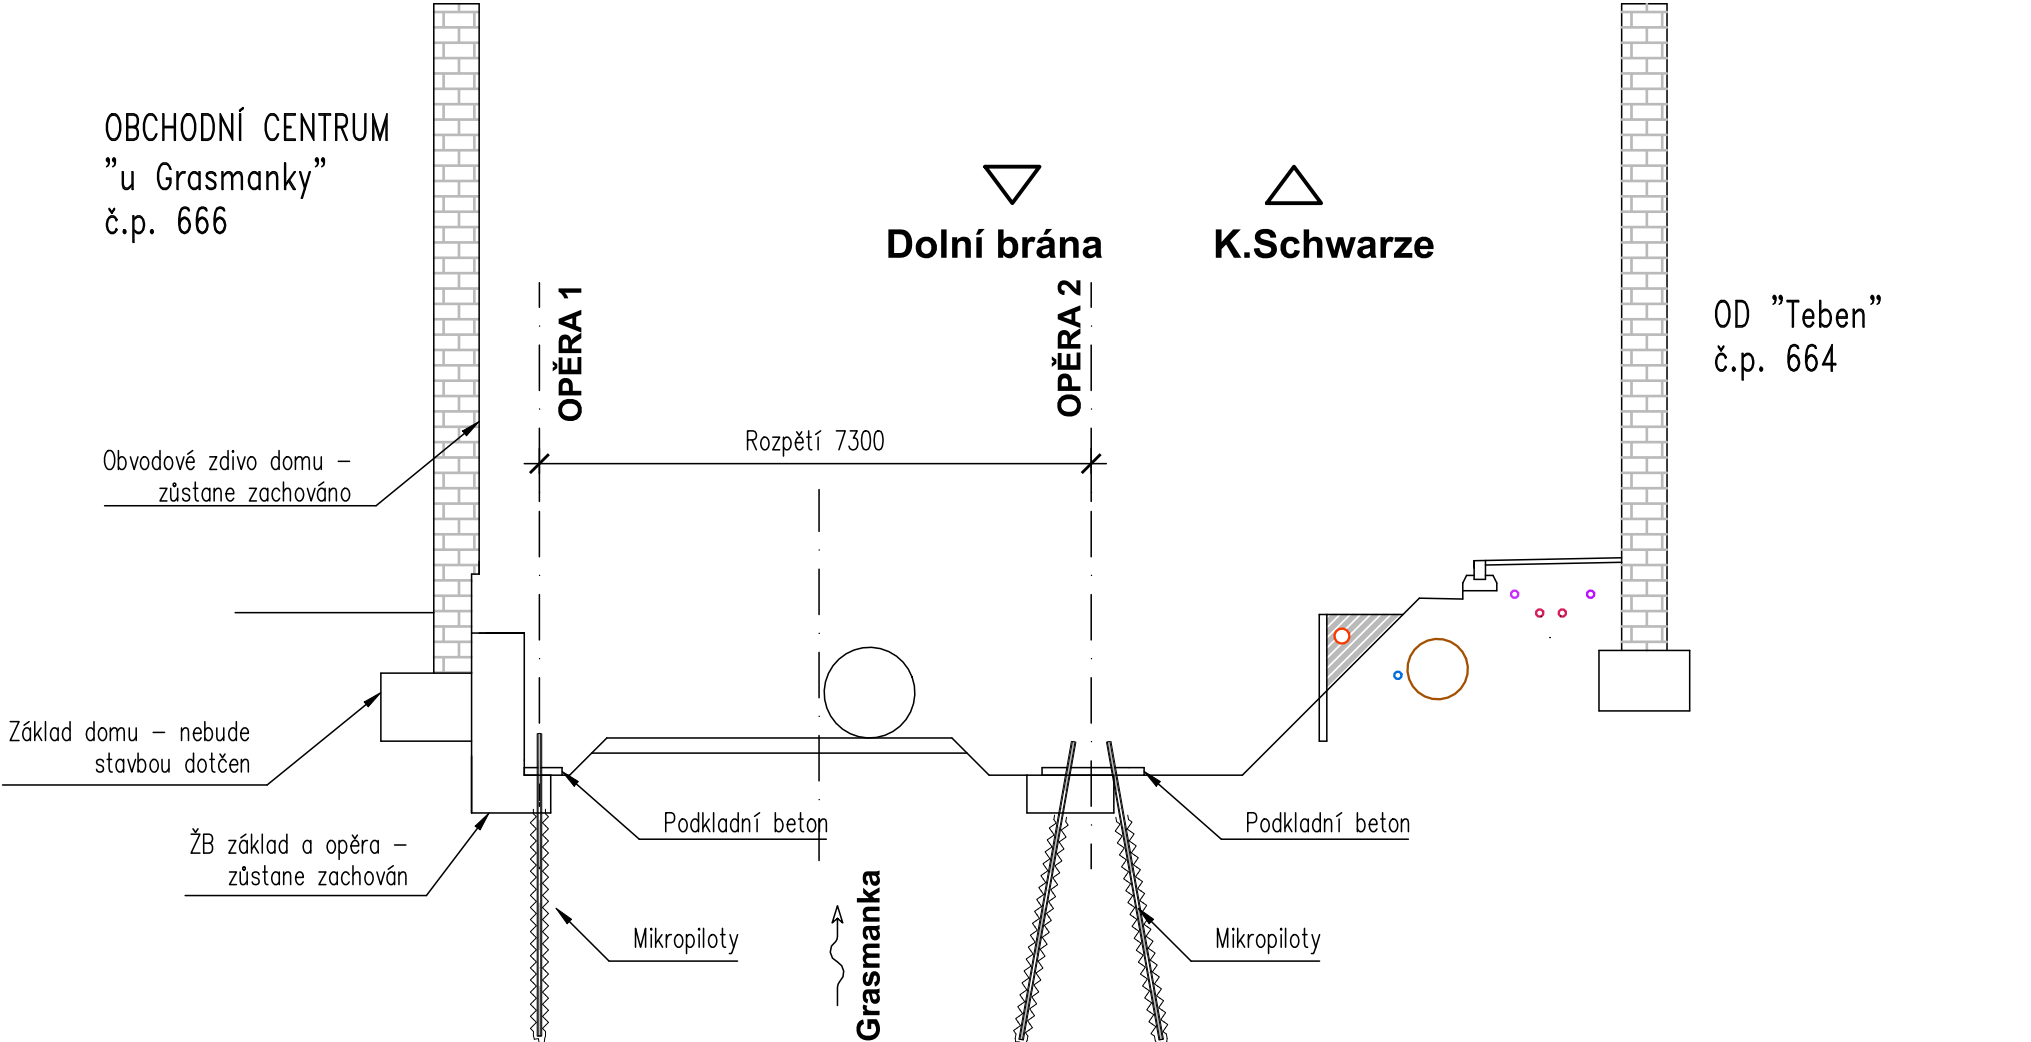 OBCHODNÍ CENTRUM
"u Grasmanky"
č.p. 666
Dolní brána
K.Schwarze
OPĚRA 1
OPĚRA 2
OD "Teben"
č.p. 664
Rozpětí 7300
Obvodové zdivo domu –
zůstane zachováno
Základ domu – nebude
stavbou dotčen
ŽB základ a opěra –
zůstane zachován
Podkladní beton
Podkladní beton
Mikropiloty
Mikropiloty
Grasmanka